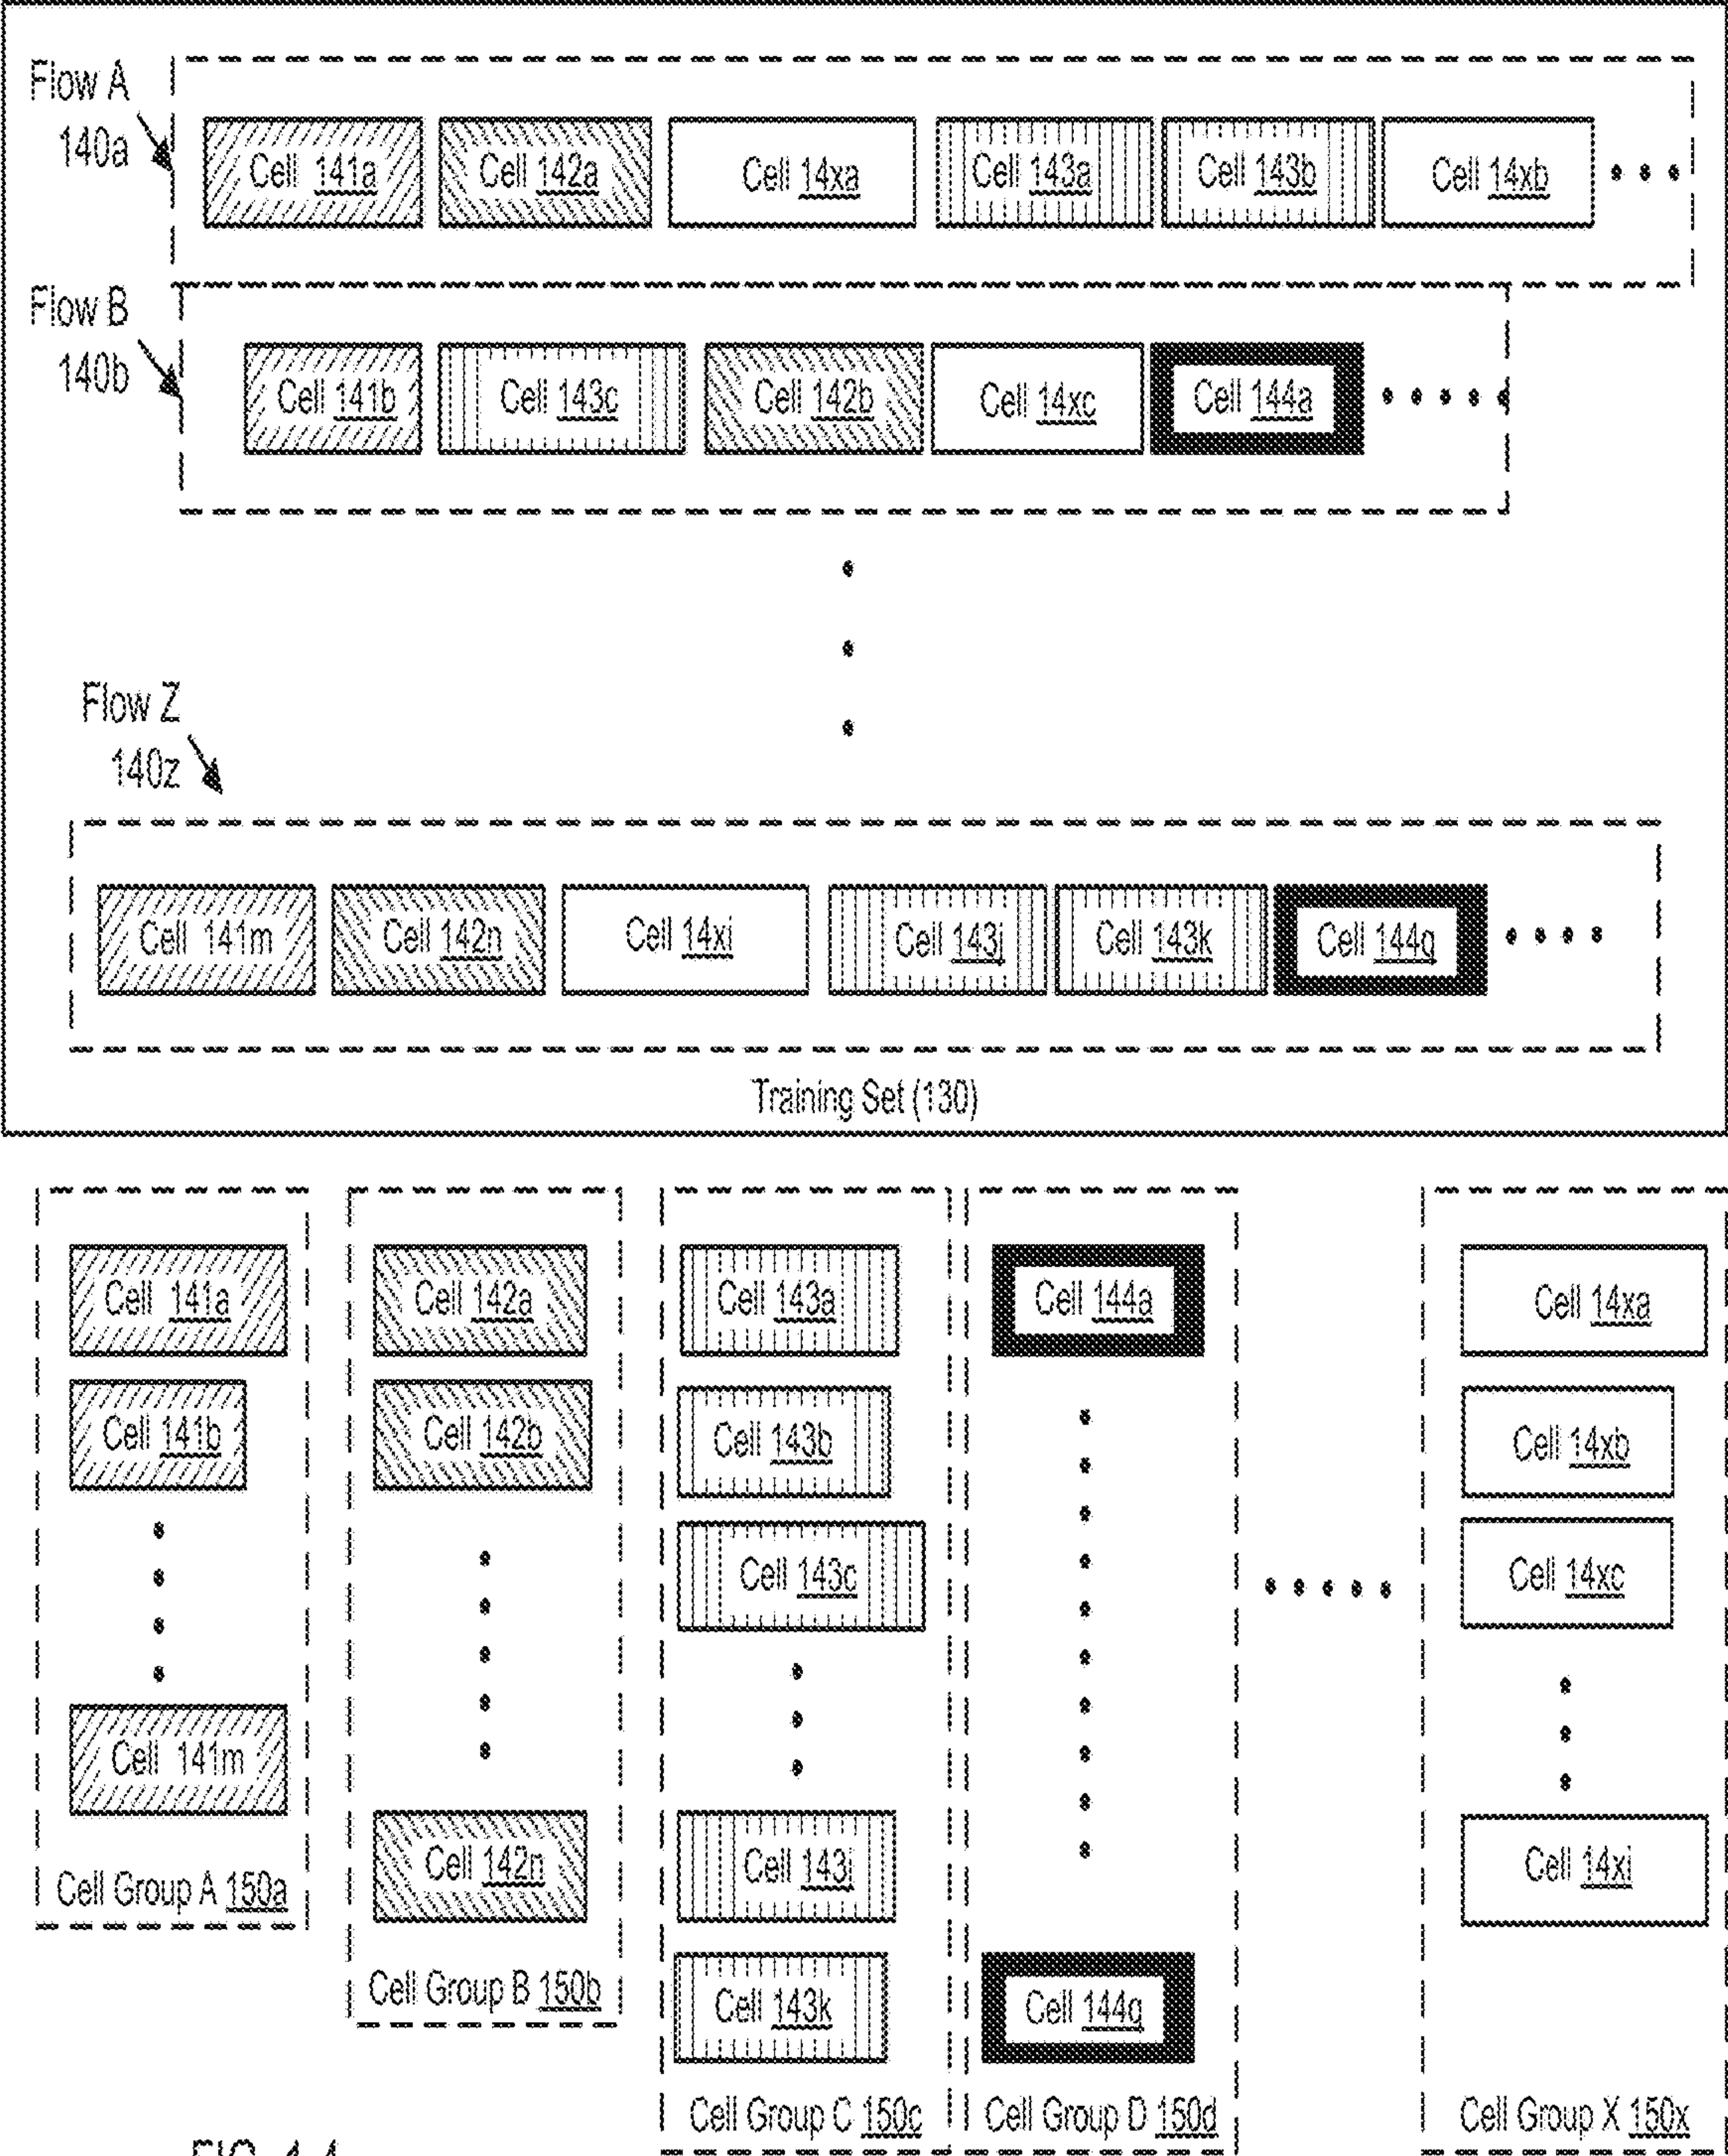 Flow A
140a
Cell 141a Cell 142a Cell 14xa Cell 143a Cell 143b Cell 14xb
Flow B
140b
Cell 141b Cell 143c Cell 142b Cell 14xc Cell 144a
Flow Z
140z
Cell 141m Cell 142n Cell 14xi Cell 143j Cell 143k Cell 144q
Training Set (130)
Cell 141a Cell 142a Cell 143a Cell 144a Cell 14xa
Cell 141b Cell 142b Cell 143b Cell 14xb
Cell 143c Cell 14xc
Cell 141m
Cell 142n Cell 143j Cell 14xi
Cell Group A 150a
Cell Group B 150b
Cell 143k Cell 144q
Cell Group C 150c Cell Group D 150d Cell Group X 150x